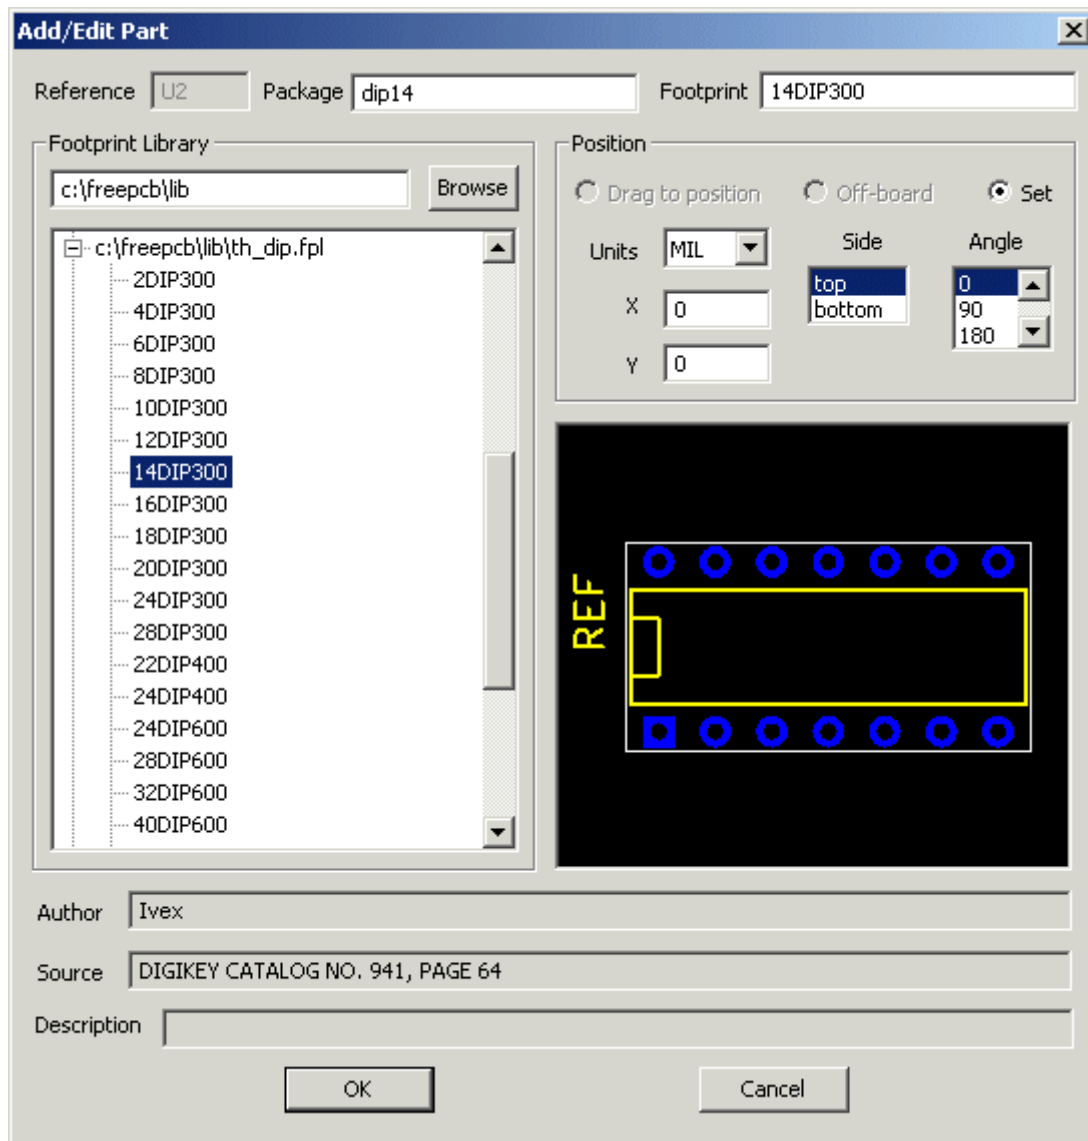 Add/Edit Part
Reference U2 Package dip14 Footprint 14DIP300
Footprint Library
c:\freepcb\lib Browse
c:\freepcb\lib\th_dip.fpl
2DIP300
4DIP300
6DIP300
8DIP300
10DIP300
12DIP300
14DIP300
16DIP300
18DIP300
20DIP300
24DIP300
28DIP300
22DIP400
24DIP400
24DIP600
28DIP600
32DIP600
40DIP600
Position
Drag to position Off-board Set
Units MIL Side Angle
X 0 top 0
bottom 90
Y 0 180
REF
Author Ivex
Source DIGIKEY CATALOG NO. 941, PAGE 64
Description
OK Cancel